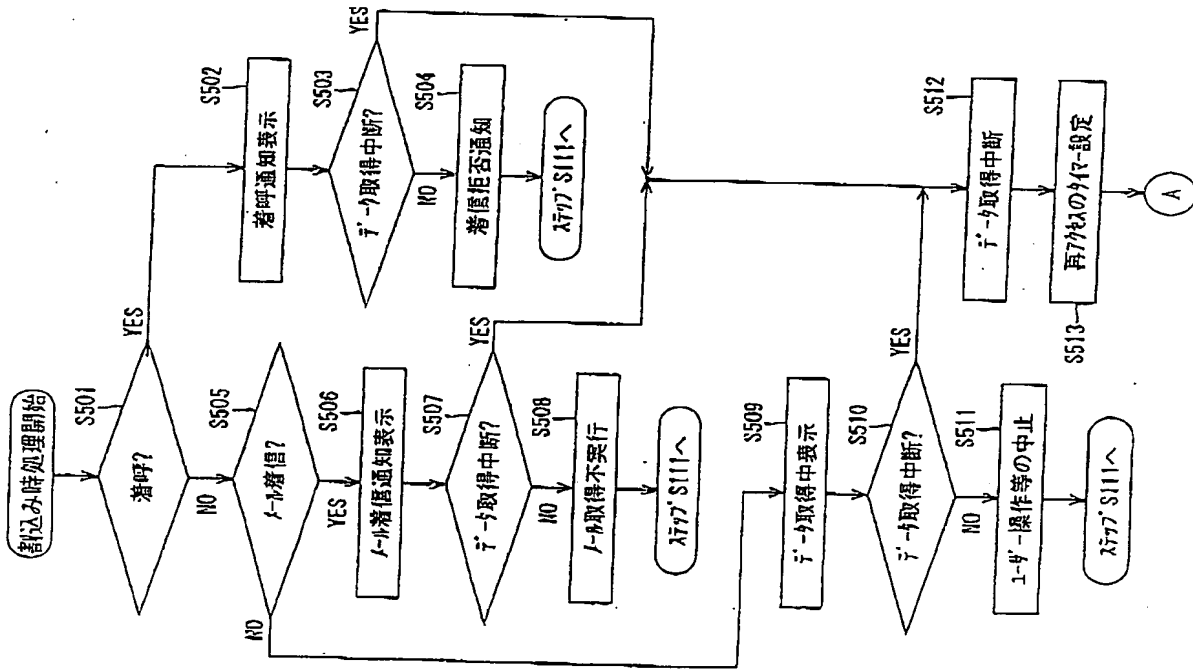 割込み時処理開始
S501
着呼?
YES
NO
S502
着呼通知表示
S503
データ取得中断?
YES
NO
S504
着信拒否通知
ステップS111へ
S505
メール着信?
NO
YES
S506
メール着信通知表示
S507
データ取得中断?
YES
NO
S508
メール取得不実行
ステップS111へ
S509
データ取得中表示
S510
データ取得中断?
YES
NO
S511
ユーザー操作等の中止
ステップS111へ
S512
データ取得中断
S513
再アクセスのタイマー設定
A